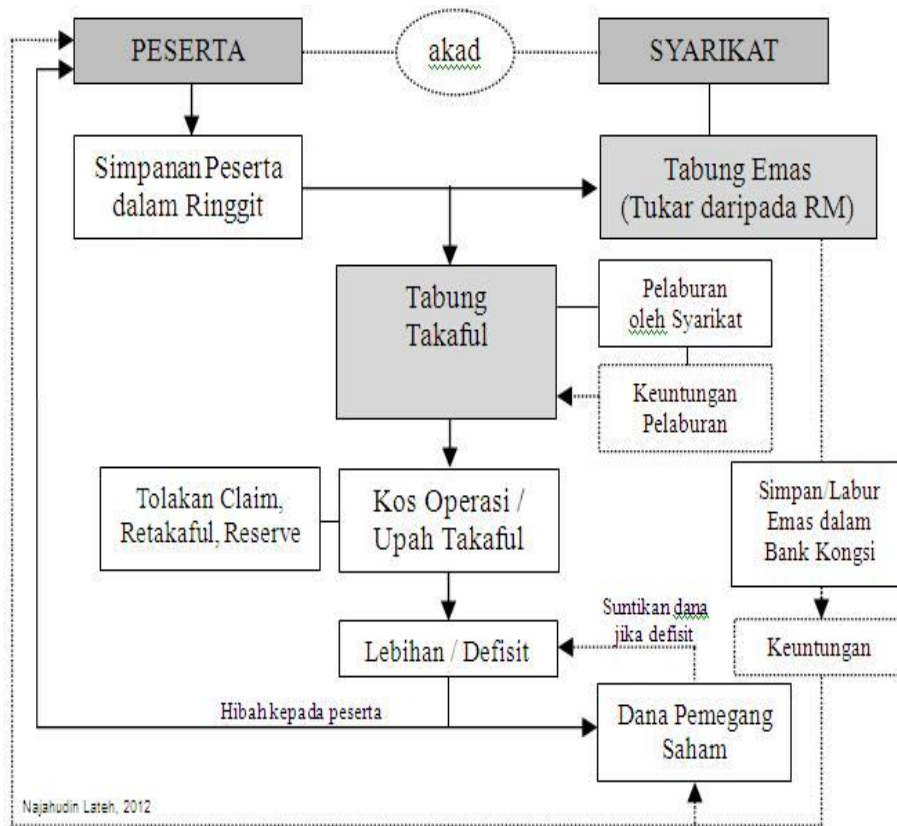 PESERTA
akad
SYARIKAT
Simpanan Peserta
dalam Ringgit
Tabung Emas
(Tukar daripada RM)
Tabung
Takaful
Pelaburan
oleh Syarikat
Keuntungan
Pelaburan
Tolakan Claim,
Retakaful, Reserve
Kos Operasi /
Upah Takaful
Simpan/Labur
Emas dalam
Bank Kongsi
Suntikan dana
jika defisit
Lebihan / Defisit
Keuntungan
Hibah kepada peserta
Dana Pemegang
Saham
Najahudin Lateh, 2012